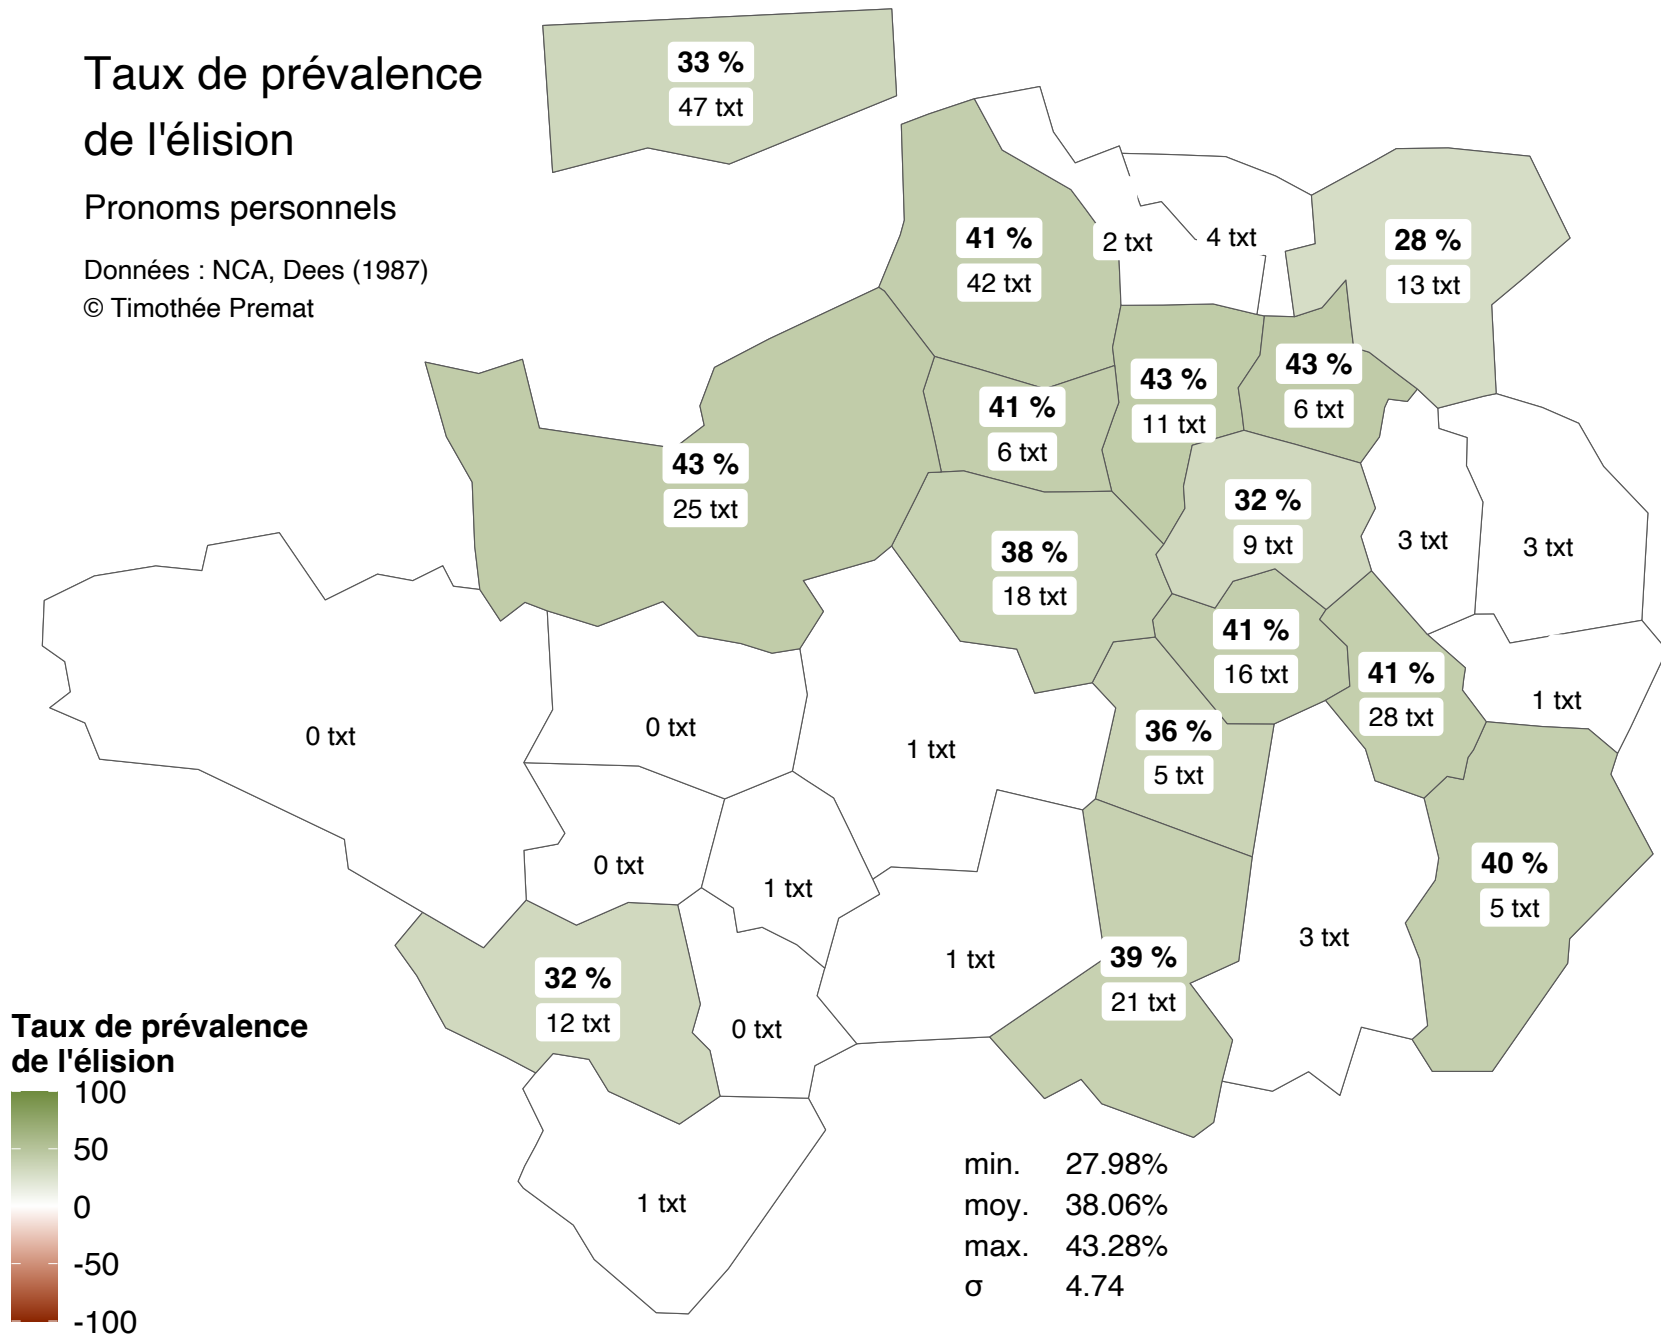 Taux de prévalence
de l'élision
Pronoms personnels
Données : NCA, Dees (1987)
© Timothée Premat
33 %
47 txt
41 %
42 txt
2 txt
4 txt
28 %
13 txt
43 %
11 txt
43 %
6 txt
41 %
6 txt
43 %
25 txt
32 %
9 txt
3 txt
3 txt
38 %
18 txt
41 %
16 txt
41 %
28 txt
1 txt
0 txt
0 txt
1 txt
36 %
5 txt
0 txt
1 txt
40 %
5 txt
1 txt
39 %
21 txt
3 txt
32 %
12 txt
0 txt
1 txt
Taux de prévalence
de l'élision
100
50
0
-50
-100
min. 27.98%
moy. 38.06%
max. 43.28%
σ 4.74